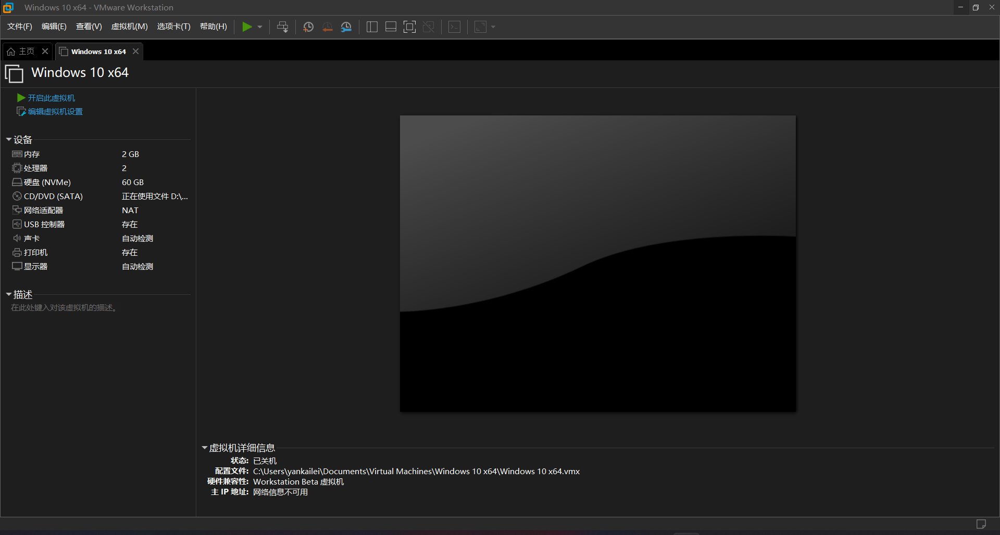 Windows 10 x64 - VMware Workstation
文件(F) 编辑(E) 查看(V) 虚拟机(M) 选项卡(T) 帮助(H)
主页 Windows 10 x64
Windows 10 x64
开启此虚拟机
编辑虚拟机设置
设备
内存 2 GB
处理器 2
硬盘 (NVMe) 60 GB
CD/DVD (SATA) 正在使用文件 D:\...
网络适配器 NAT
USB 控制器 存在
声卡 自动检测
打印机 存在
显示器 自动检测
描述
在此处键入对该虚拟机的描述。
虚拟机详细信息
状态: 已关机
配置文件: C:\Users\yankailei\Documents\Virtual Machines\Windows 10 x64\Windows 10 x64.vmx
硬件兼容性: Workstation Beta 虚拟机
主 IP 地址: 网络信息不可用